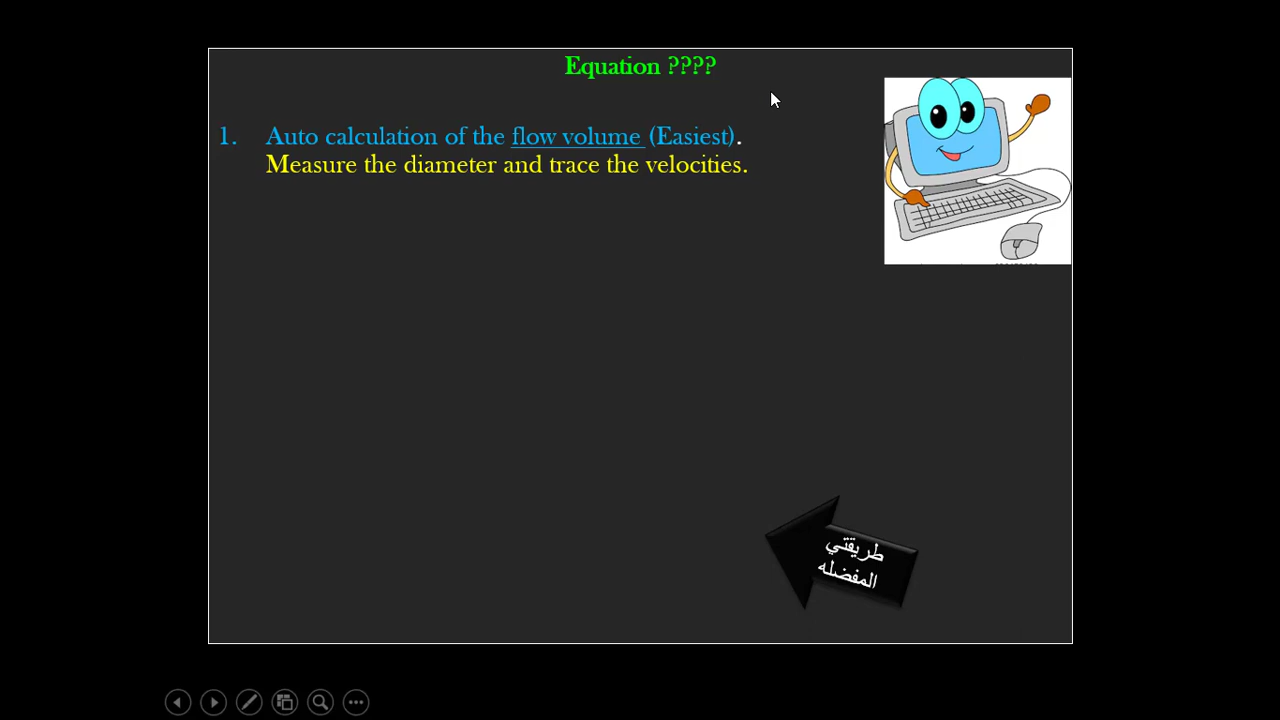 Equation ????
1. Auto calculation of the flow volume (Easiest).
Measure the diameter and trace the velocities.
طريقتي
المفضله